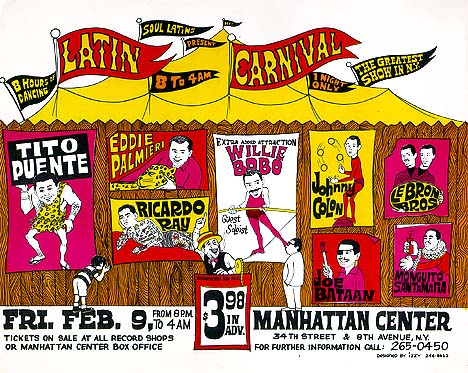 SOUL LATINS
PRESENT
LATIN
CARNIVAL
8 HOURS OF
DANCING
8 TO 4 AM
1 NIGHT
ONLY
THE GREATEST
SHOW IN N.Y.
TITO
PUENTE
EDDIE
PALMIERI
RICARDO
RAY
EXTRA ADDED ATTRACTION
WILLIE
BOBO
Guest
Soloist
Johnny
Colon
LEBRON
BROS.
JOE
BATAAN
MONGUITO
SANTAMARIA
$3.98
IN
ADV.
FRI. FEB. 9,
FROM 8 P.M.
TO 4 AM
MANHATTAN CENTER
34TH STREET & 8TH AVENUE, N.Y.
TICKETS ON SALE AT ALL RECORD SHOPS
OR MANHATTAN CENTER BOX OFFICE
FOR FURTHER INFORMATION CALL: 265-0450
DESIGNED BY IZZY